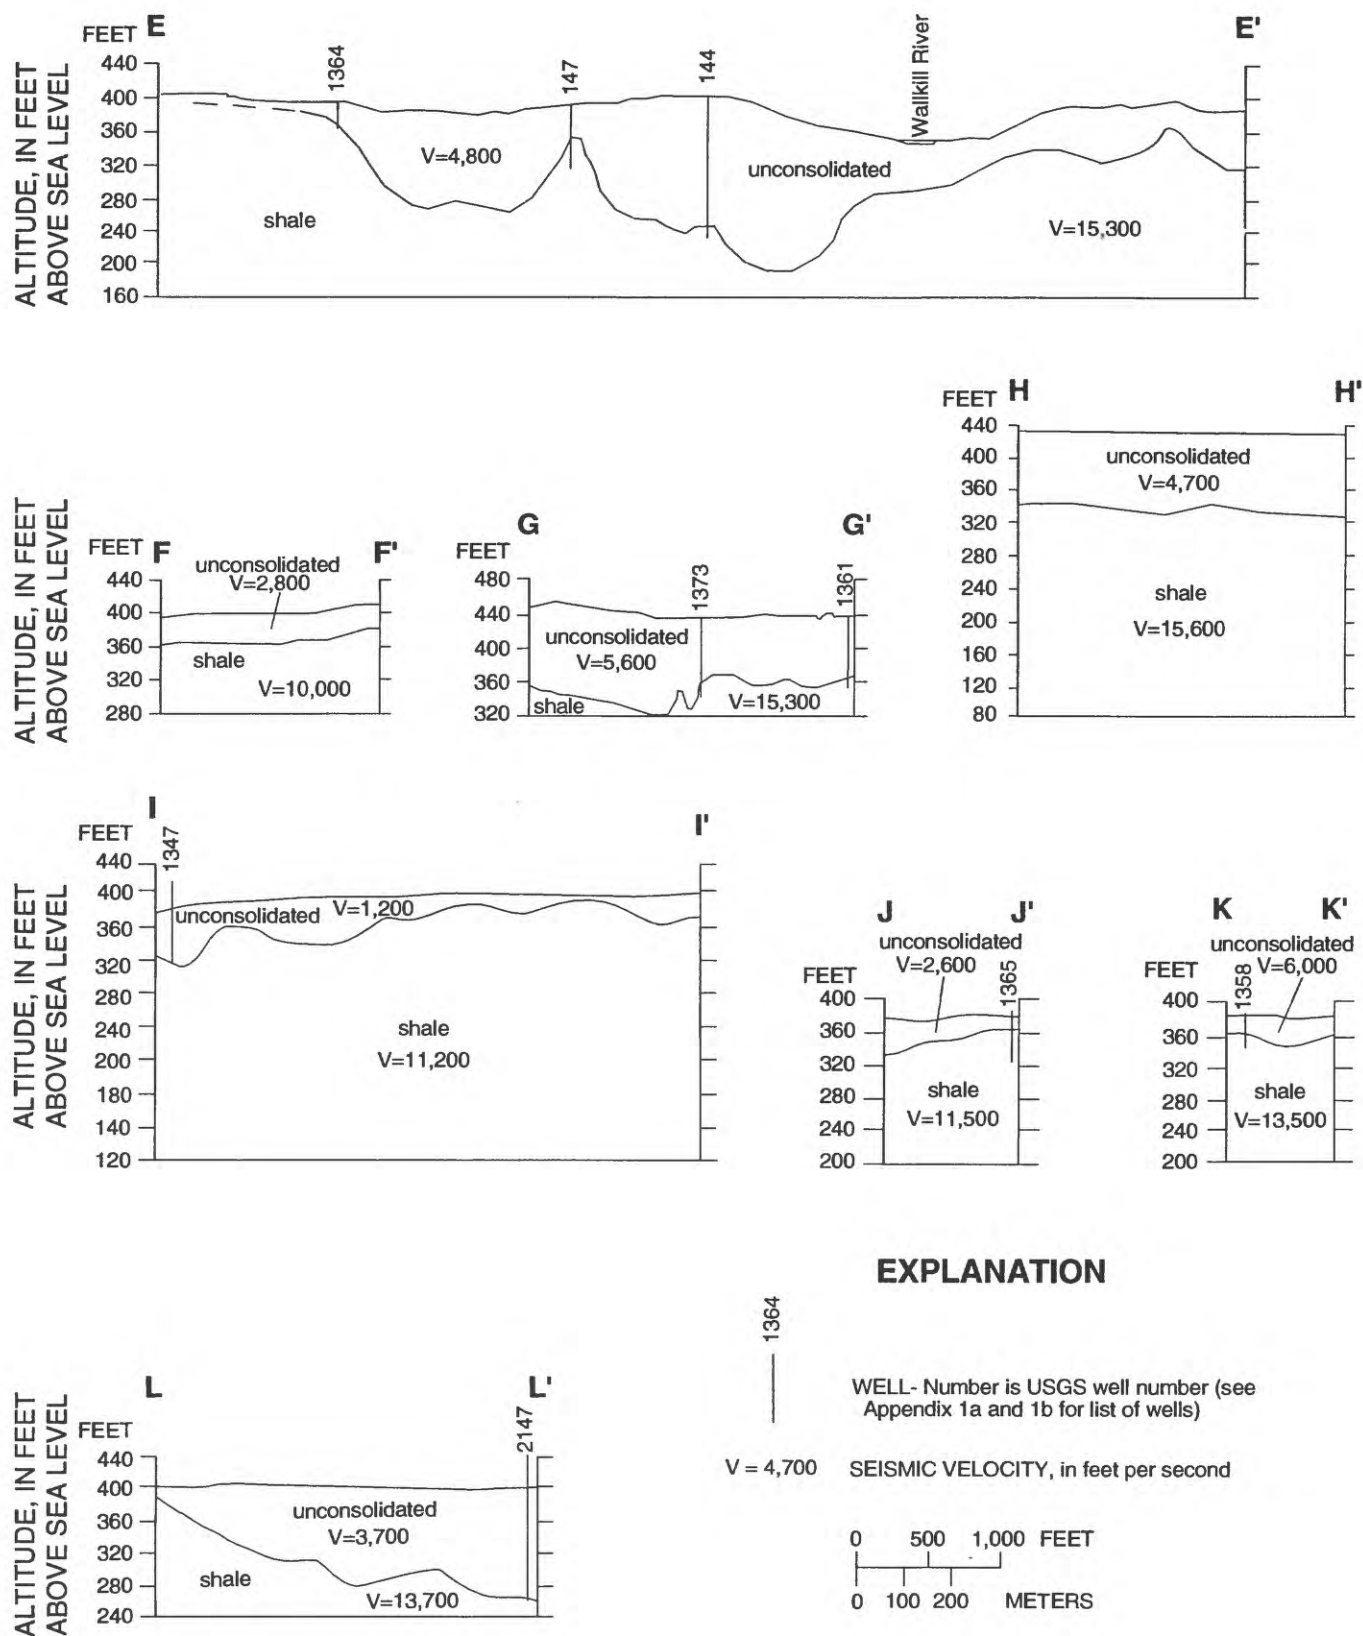 E
E'
FEET
1364
147
144
Wallkill River
440
400
360
320
280
240
200
160
V=4,800
unconsolidated
shale
V=15,300
ALTITUDE, IN FEET
ABOVE SEA LEVEL
H
H'
FEET
440
400
360
320
280
240
200
160
120
80
unconsolidated
V=4,700
shale
V=15,600
F
F'
FEET
440
400
360
320
280
unconsolidated
V=2,800
shale
V=10,000
G
G'
FEET
1373
1361
480
440
400
360
320
unconsolidated
V=5,600
shale
V=15,300
ALTITUDE, IN FEET
ABOVE SEA LEVEL
I
I'
FEET
1347
440
400
360
320
280
240
200
180
140
120
unconsolidated
V=1,200
shale
V=11,200
J
J'
unconsolidated
V=2,600
FEET
1365
400
360
320
280
240
200
shale
V=11,500
K
K'
unconsolidated
V=6,000
FEET
1358
400
360
320
280
240
200
shale
V=13,500
ALTITUDE, IN FEET
ABOVE SEA LEVEL
L
L'
FEET
2147
440
400
360
320
280
240
unconsolidated
V=3,700
shale
V=13,700
ALTITUDE, IN FEET
ABOVE SEA LEVEL
EXPLANATION
1364
WELL- Number is USGS well number (see
Appendix 1a and 1b for list of wells)
V = 4,700 SEISMIC VELOCITY, in feet per second
0 500 1,000 FEET
0 100 200 METERS